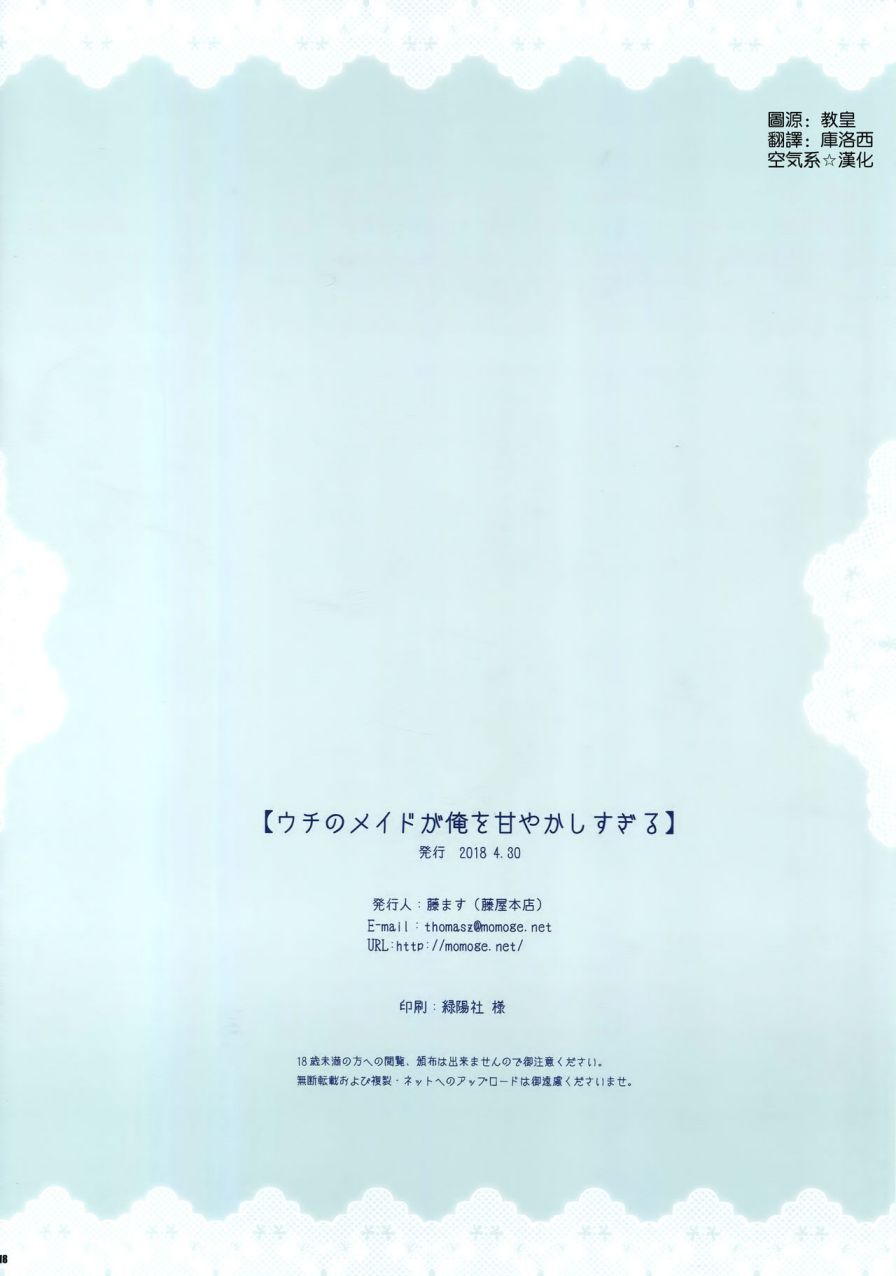 圖源: 教皇
翻譯: 庫洛西
空気系☆漢化
【ウチのメイドが俺を甘やかしすぎる】
発行 2018 4.30
発行人:藤ます(藤屋本店)
E-mail:thomasz@momoge.net
URL:http://momoge.net/
印刷:緑陽社 様
18歳未満の方への閲覧、頒布は出来ませんので御注意ください。
無断転載および複製・ネットへのアップロードは御遠慮くださいませ。
18